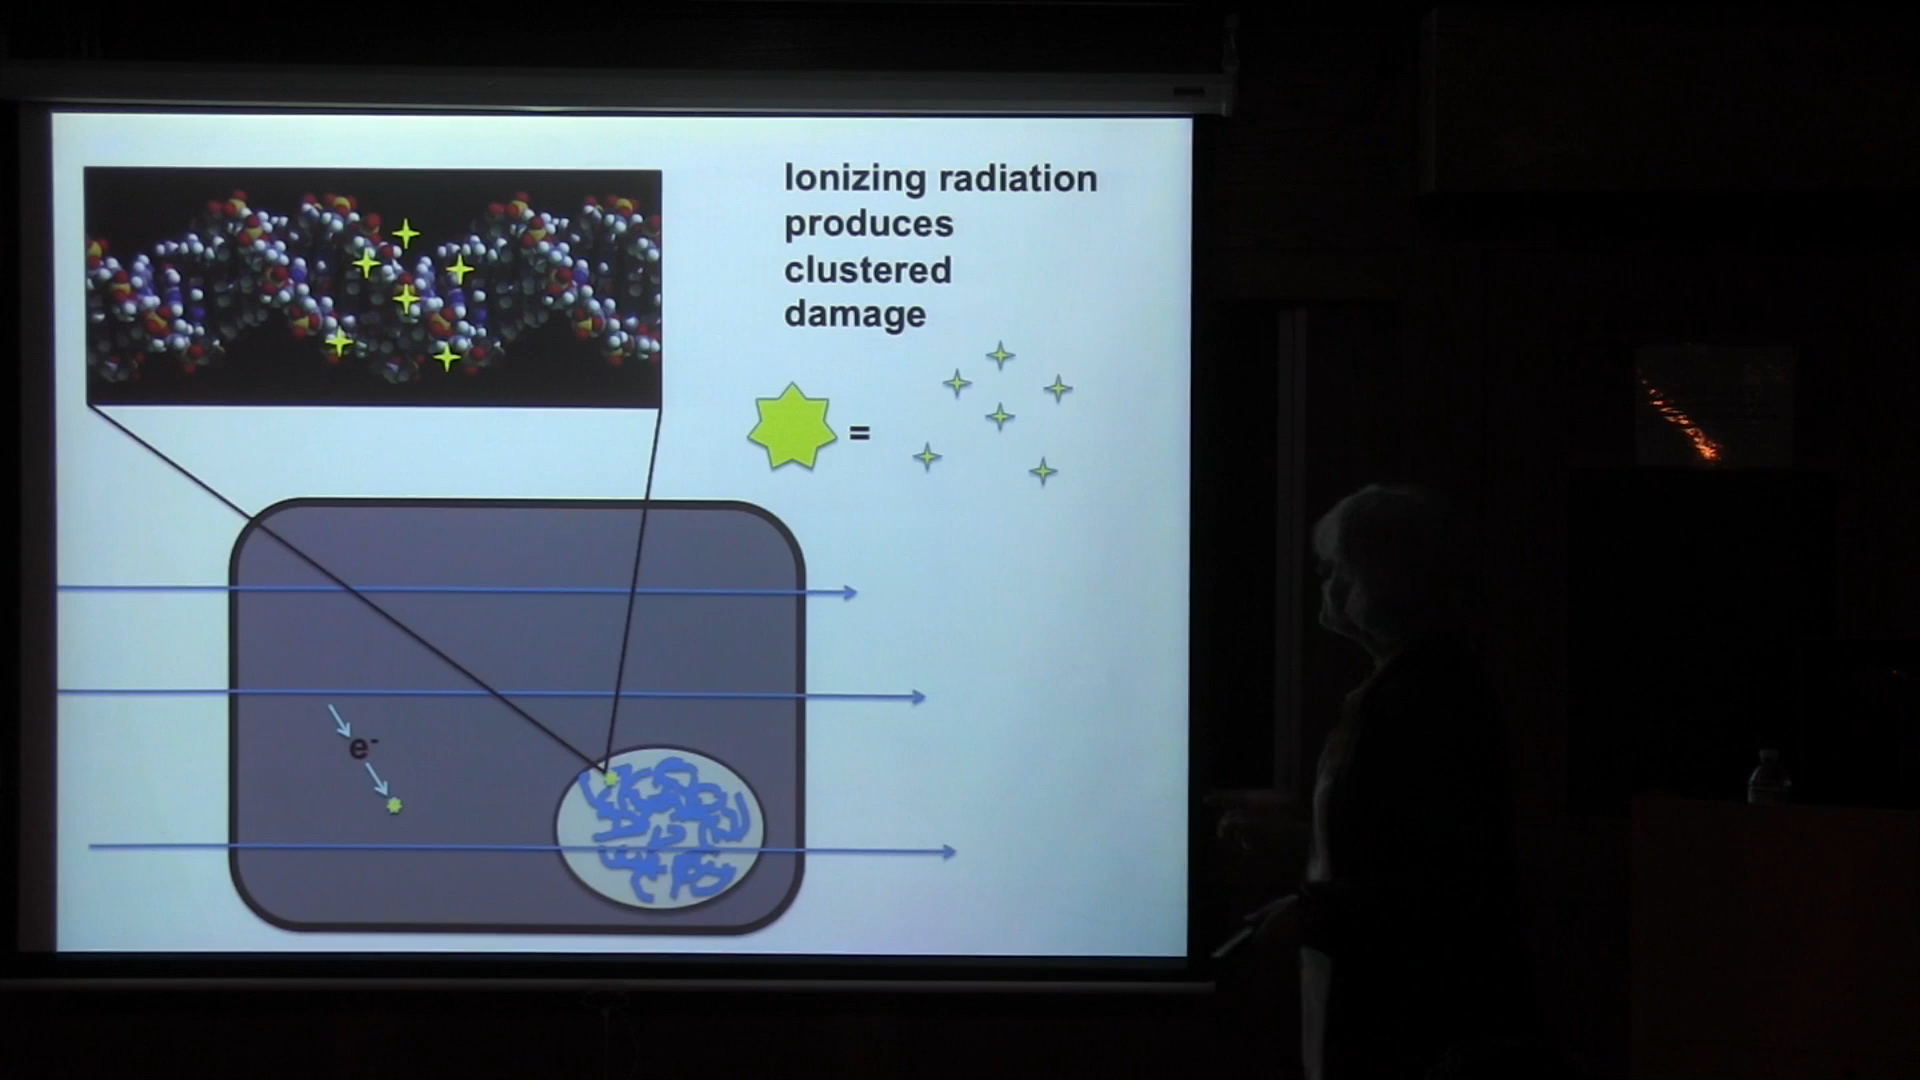 Ionizing radiation
produces
clustered
damage
=
e-